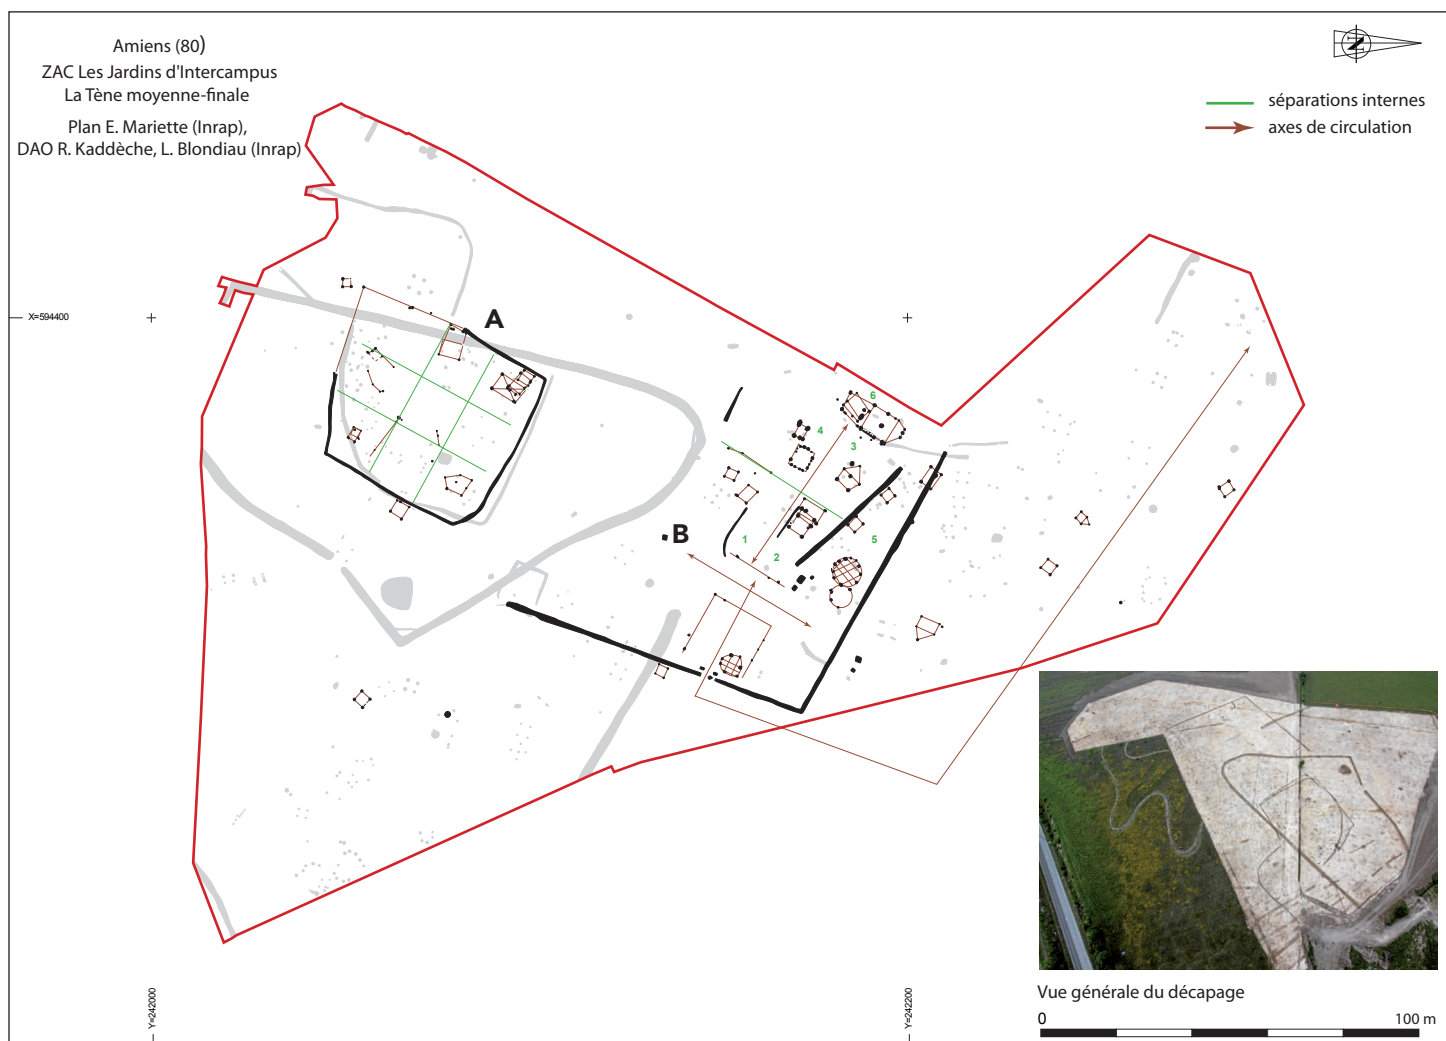 Amiens (80)
ZAC Les Jardins d'Intercampus
La Tène moyenne-finale
Plan E. Mariette (Inrap),
DAO R. Kaddèche, L. Blondiau (Inrap)
N
séparations internes
axes de circulation
X=594400
A
6
4
3
B
1
5
2
Y=242000
Y=242200
Vue générale du décapage
0 100 m